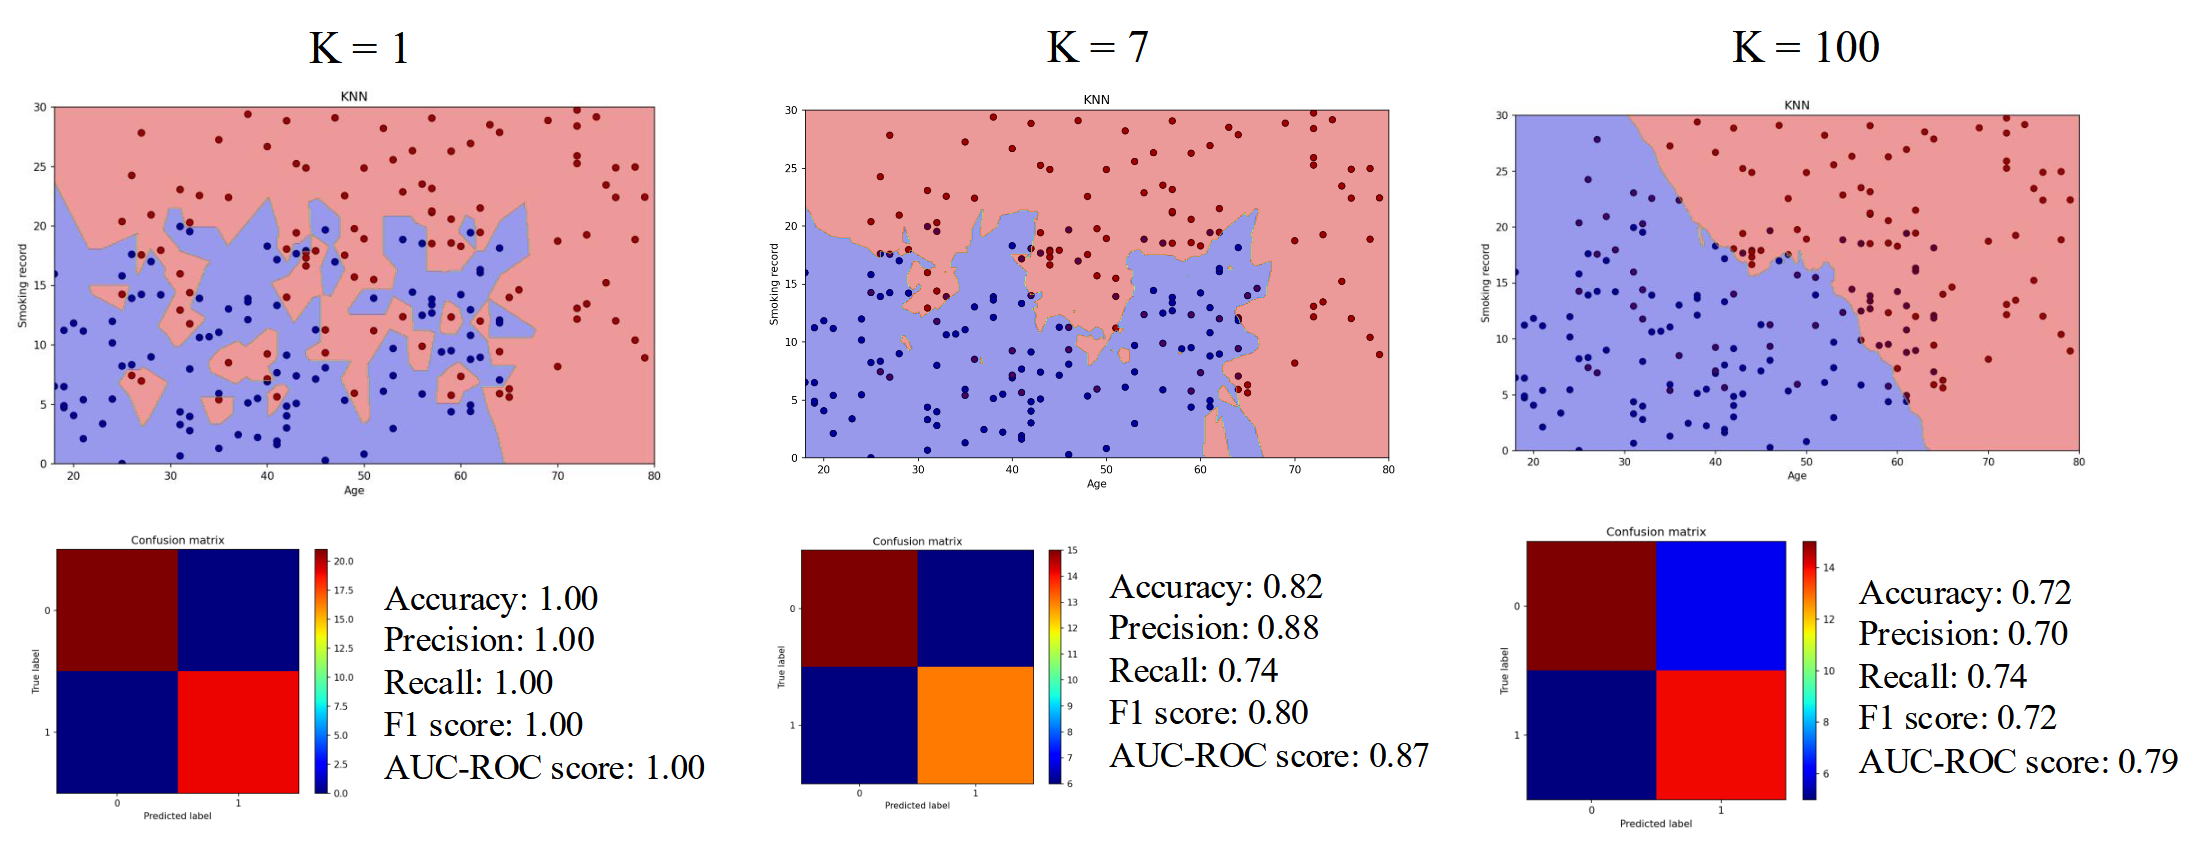 K = 1
K = 7
K = 100
KNN
30
25
20
15
10
5
0
Smoking record
20
30
40
50
60
70
80
Age
KNN
30
25
20
15
10
5
0
Smoking record
20
30
40
50
60
70
80
Age
KNN
30
25
20
15
10
5
0
Smoking record
20
30
40
50
60
70
80
Age
Confusion matrix
0
1
True label
0
1
Predicted label
20.0
17.5
15.0
12.5
10.0
7.5
5.0
2.5
0.0
Accuracy: 1.00
Precision: 1.00
Recall: 1.00
F1 score: 1.00
AUC-ROC score: 1.00
Confusion matrix
0
1
True label
0
1
Predicted label
15
14
13
12
11
10
9
8
7
6
Accuracy: 0.82
Precision: 0.88
Recall: 0.74
F1 score: 0.80
AUC-ROC score: 0.87
Confusion matrix
0
1
True label
0
1
Predicted label
14
12
10
8
6
Accuracy: 0.72
Precision: 0.70
Recall: 0.74
F1 score: 0.72
AUC-ROC score: 0.79